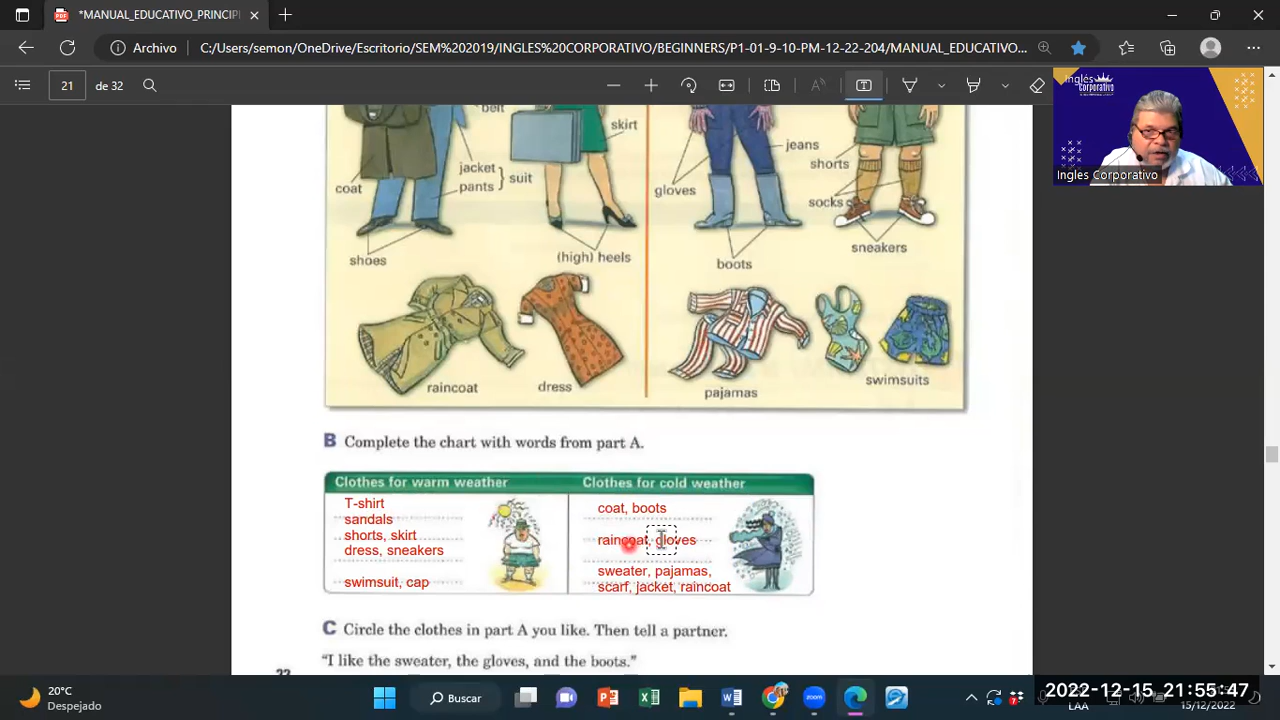 *MANUAL_EDUCATIVO_PRINCIPI
Archivo
C:/Users/semon/OneDrive/Escritorio/SEM%202019/INGLES%20CORPORATIVO/BEGINNERS/P1-01-9-10-PM-12-22-204/MANUAL_EDUCATIVO...
21 de 32
Inglés
Corporativo
Ingles Corporativo
belt
skirt
jeans
shorts
jacket
pants
suit
coat
gloves
socks
shoes
(high) heels
boots
sneakers
raincoat
dress
pajamas
swimsuits
B Complete the chart with words from part A.
Clothes for warm weather
T-shirt
sandals
shorts, skirt
dress, sneakers
swimsuit, cap
Clothes for cold weather
coat, boots
raincoat, gloves
sweater, pajamas,
scarf, jacket, raincoat
C Circle the clothes in part A you like. Then tell a partner.
"I like the sweater, the gloves, and the boots."
20°C
Despejado
Buscar
zoom
LAA
2022-12-15 21:55:47
15/12/2022